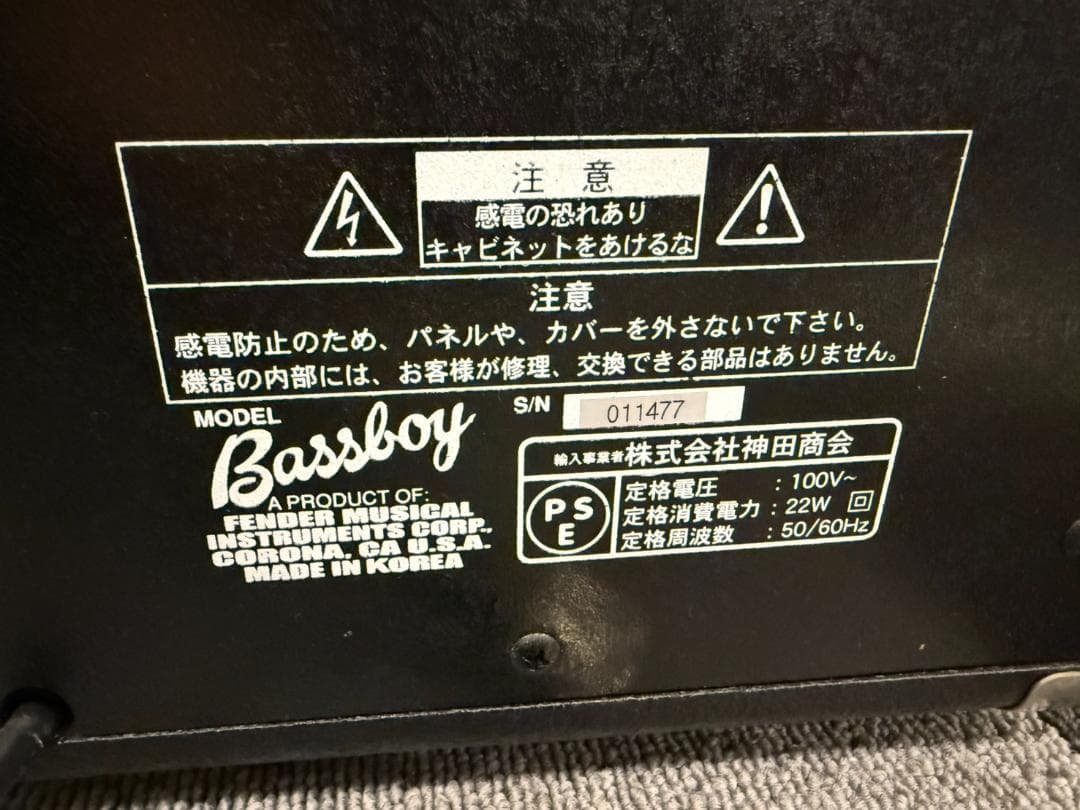 注 意
感電の恐れあり
キャビネットをあけるな
注意
感電防止のため、パネルや、カバーを外さないで下さい。
機器の内部には、お客様が修理、交換できる部品はありません。
MODEL
Bassboy
A PRODUCT OF:
FENDER MUSICAL
INSTRUMENTS CORP.,
CORONA, CA U.S.A.
MADE IN KOREA
S/N 011477
輸入事業者 株式会社神田商会
PSE
定格電圧 : 100V~
定格消費電力 : 22W
定格周波数 : 50/60Hz